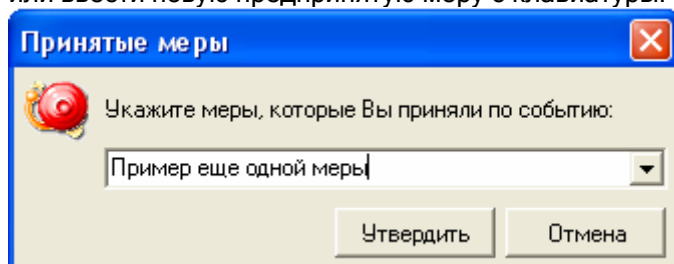 или ввести новую предпринятую меру с клавиатуры.
Принятые меры
Укажите меры, которые Вы приняли по событию:
Пример еще одной меры
Утвердить Отмена